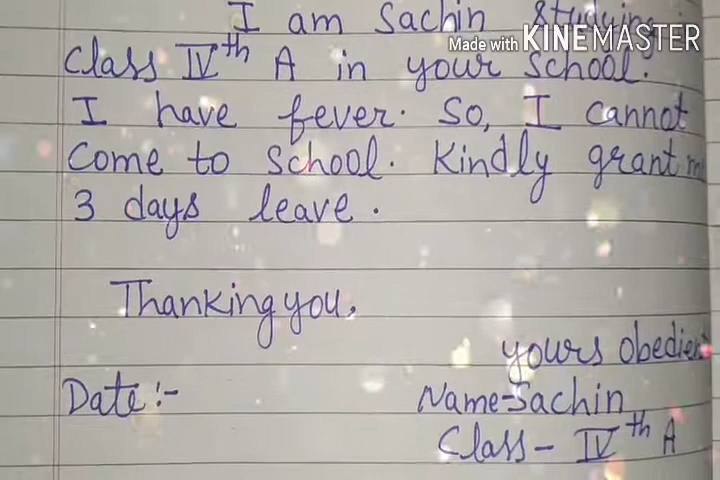 I am Sachin Studying
Made with KINEMASTER
Class IVth A in your School.
I have fever. So, I cannot
Come to School. Kindly grant
3 days leave.
Thanking you,
yours
Date:-
Name-Sachin
Class- IVth A